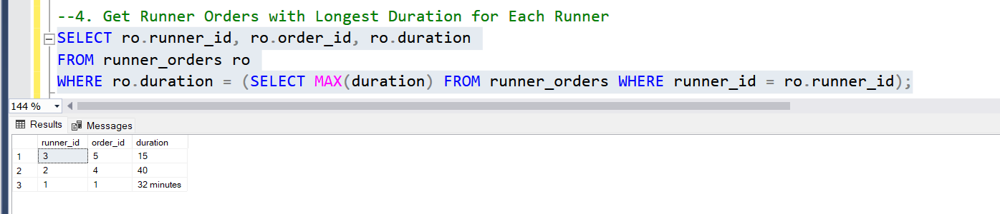 --4. Get Runner Orders with Longest Duration for Each Runner
SELECT ro.runner_id, ro.order_id, ro.duration
FROM runner_orders ro
WHERE ro.duration = (SELECT MAX(duration) FROM runner_orders WHERE runner_id = ro.runner_id);
144 %
Results Messages
runner_id order_id duration
1 3 5 15
2 2 4 40
3 1 1 32 minutes